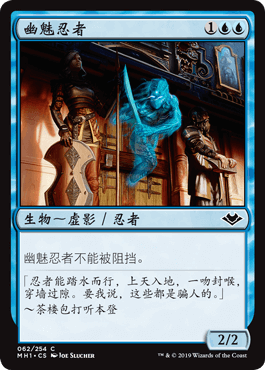 幽魅忍者 1
生物～虚影／忍者
幽魅忍者不能被阻挡。
「忍者能踏水而行，上天入地，一吻封喉，
穿墙过隙。要我说，这些都是骗人的。」
～茶楼包打听本登
2/2
062/254 C
MH1・CS JOE SLUCHER
™ & © 2019 Wizards of the Coast